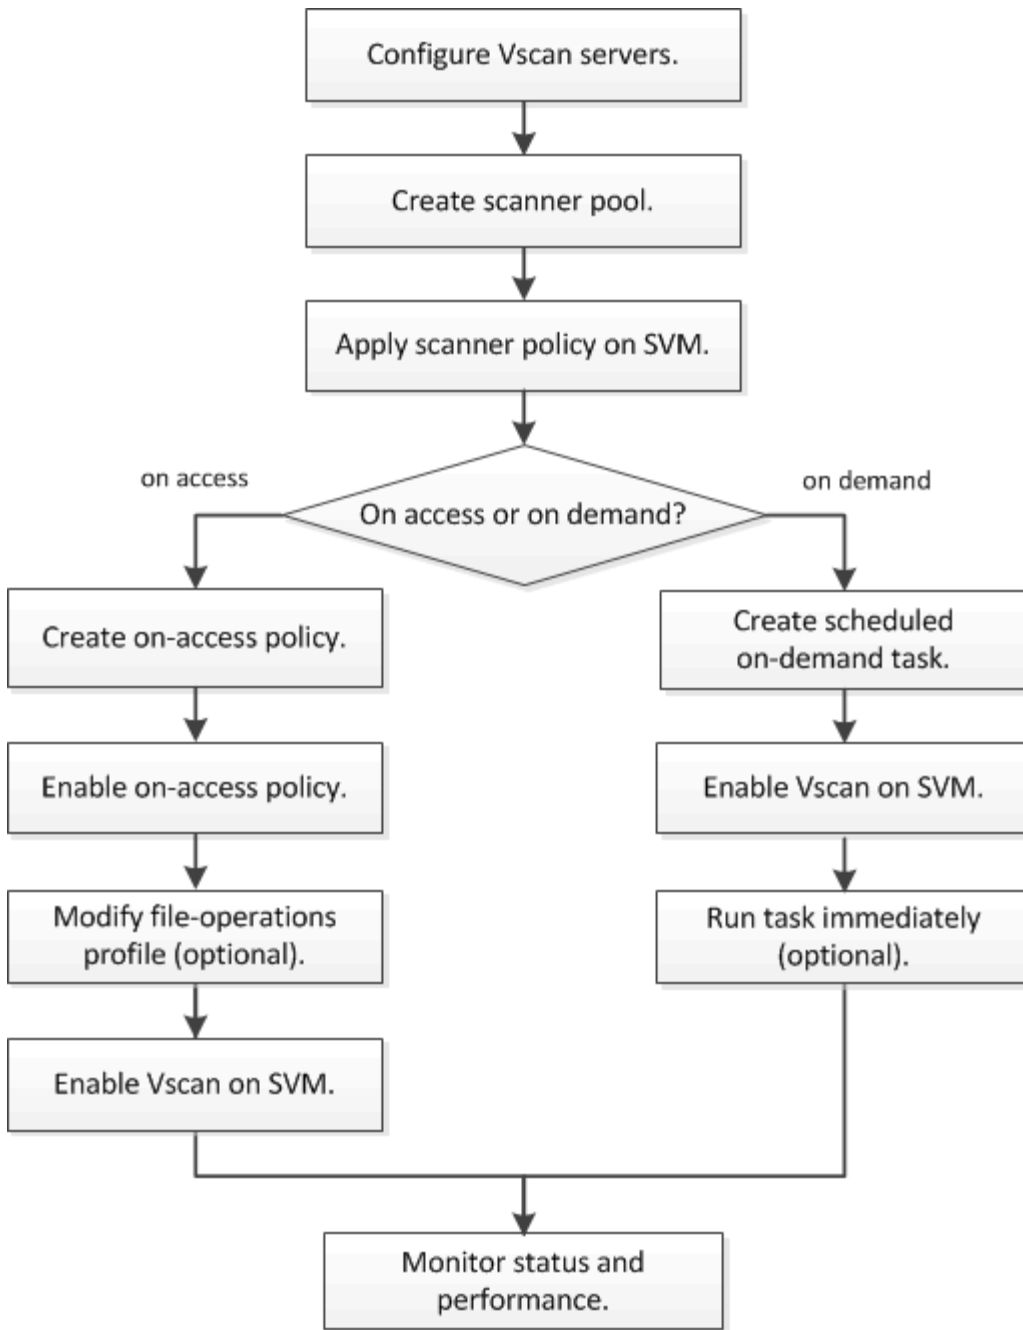 Configure Vscan servers.
Create scanner pool.
Apply scanner policy on SVM.
on access
on demand
On access or on demand?
Create on-access policy.
Enable on-access policy.
Modify file-operations
profile (optional).
Enable Vscan on SVM.
Create scheduled
on-demand task.
Enable Vscan on SVM.
Run task immediately
(optional).
Monitor status and
performance.